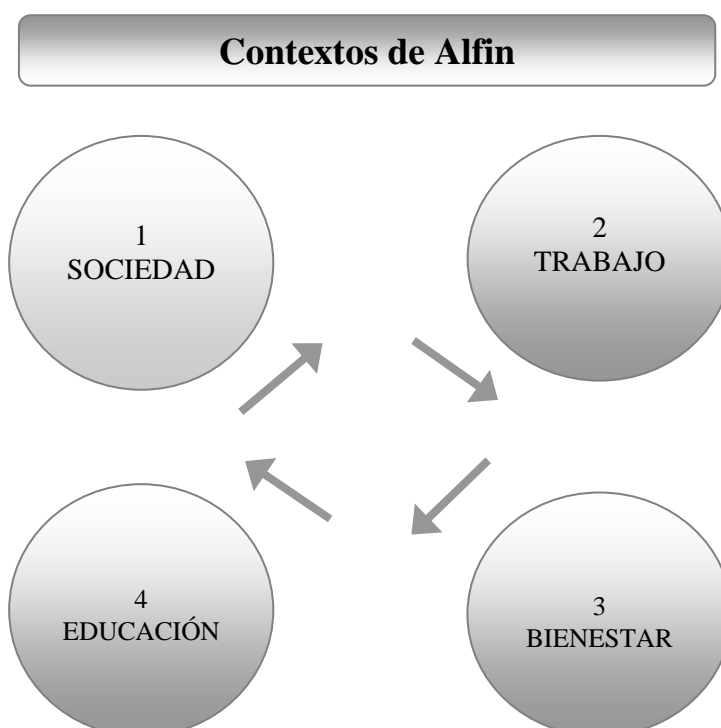 Contextos de Alfin
1
SOCIEDAD
2
TRABAJO
3
BIENESTAR
4
EDUCACIÓN